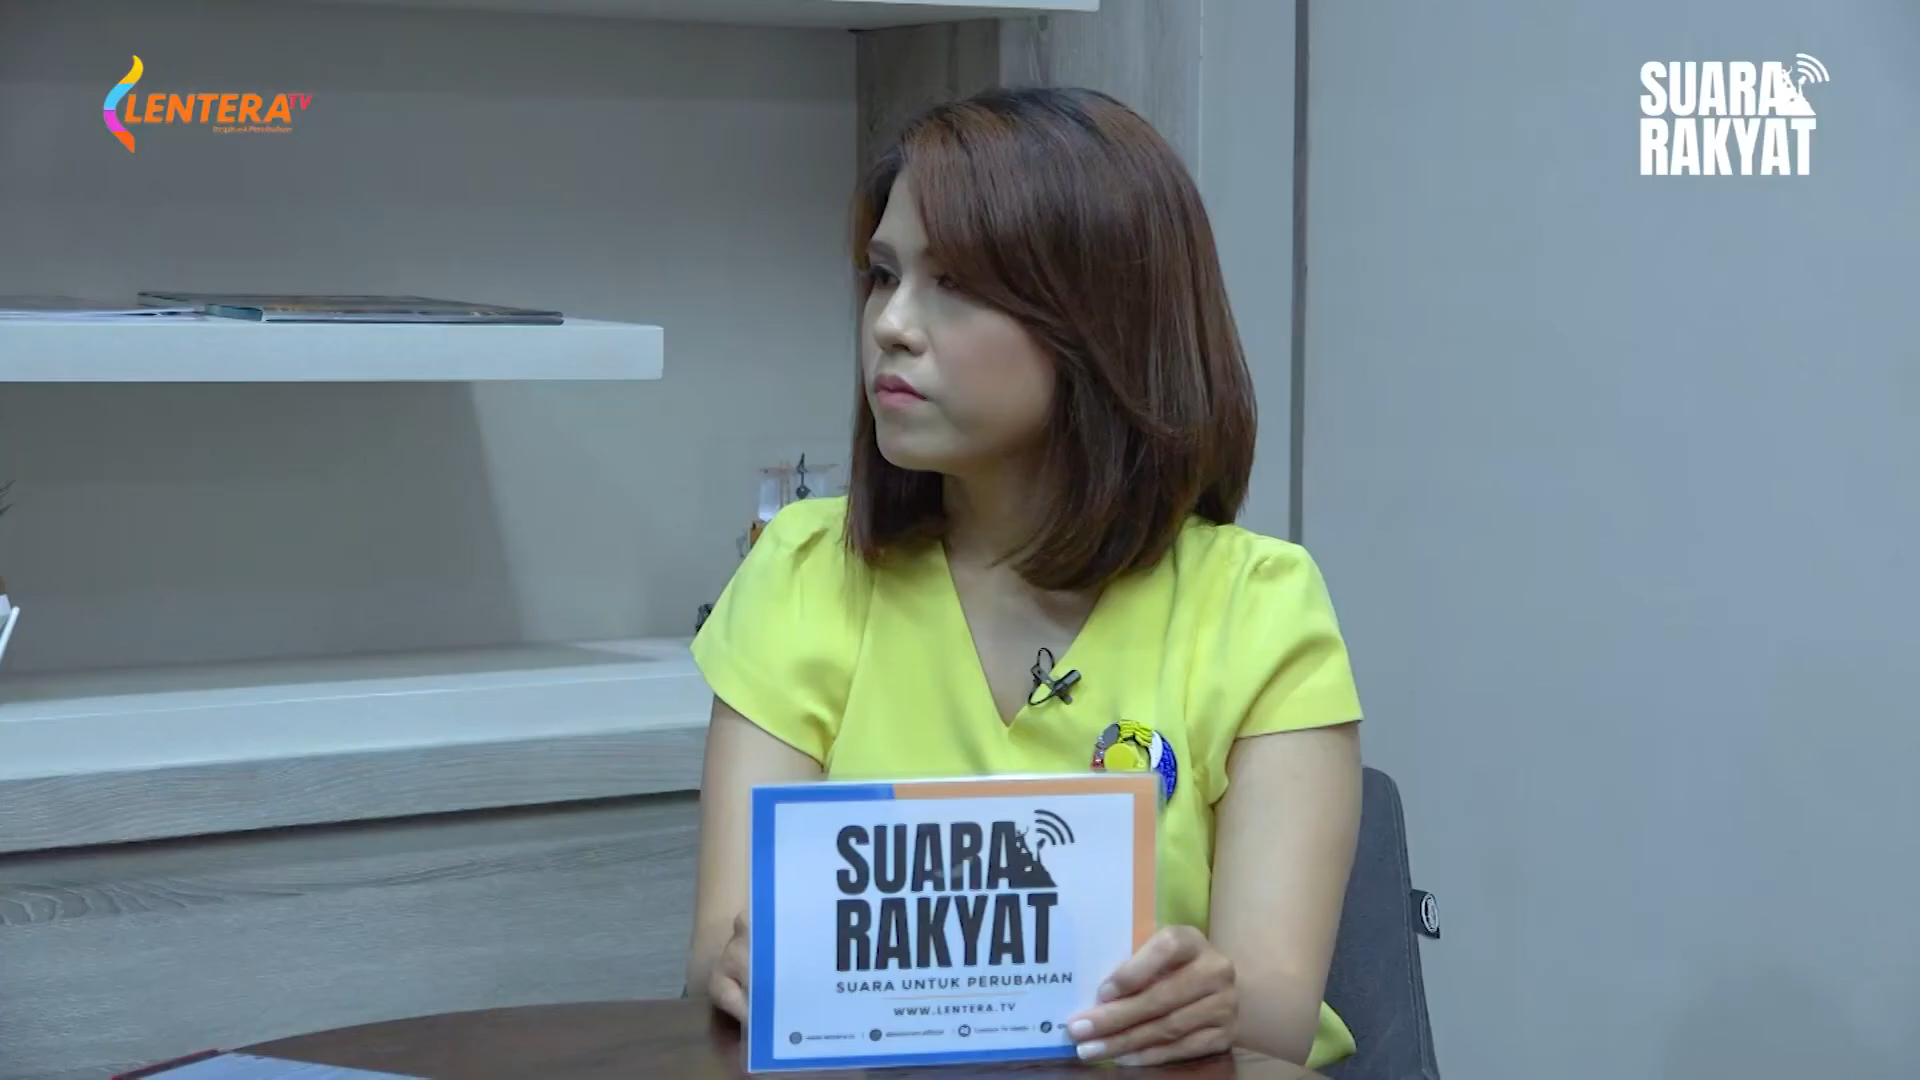 LENTERA TV
SUARA
RAKYAT
SUARA
RAKYAT
SUARA UNTUK PERUBAHAN
WWW.LENTERA.TV